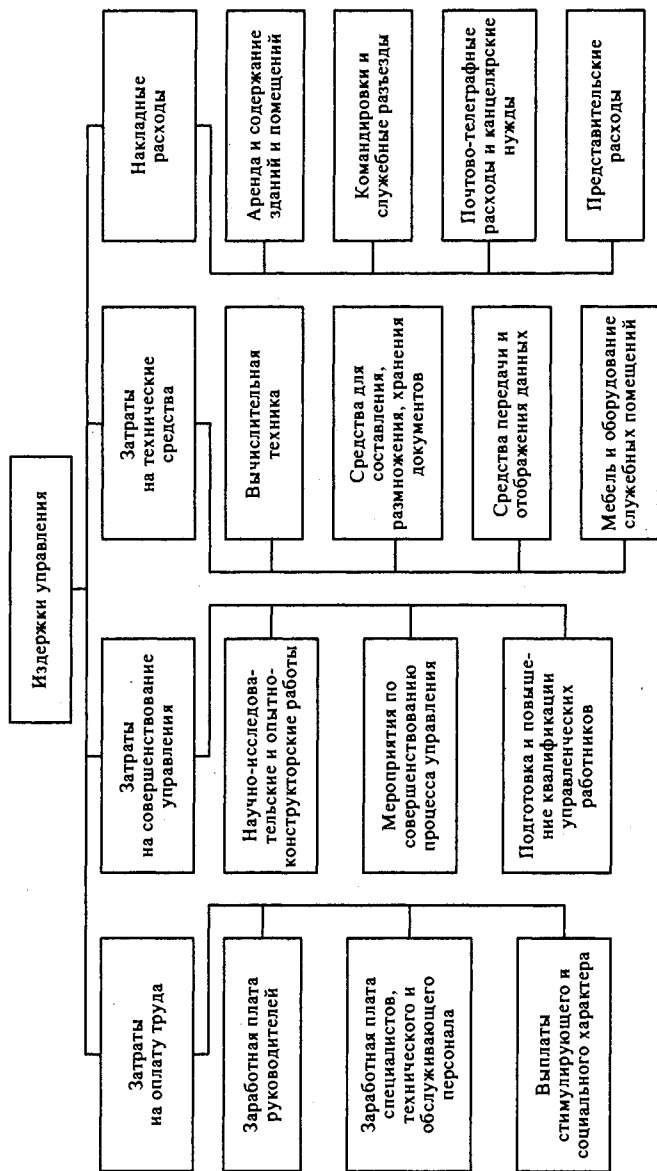 Издержки управления
Затраты
на оплату труда
Заработная плата
руководителей
Заработная плата
специалистов,
технического и
обслуживающего
персонала
Выплаты
стимулирующего и
социального характера
Затраты
на совершенствование
управления
Научно-исследова-
тельские и опытно-
конструкторские работы
Мероприятия по
совершенствованию
процесса управления
Подготовка и повыше-
ние квалификации
управленческих
работников
Затраты
на технические
средства
Вычислительная
техника
Средства для
составления,
размножения, хранения
документов
Средства передачи и
отображения данных
Мебель и оборудование
служебных помещений
Накладные
расходы
Аренда и содержание
зданий и помещений
Командировки и
служебные разъезды
Почтово-телеграфные
расходы и канцелярские
нужды
Представительские
расходы